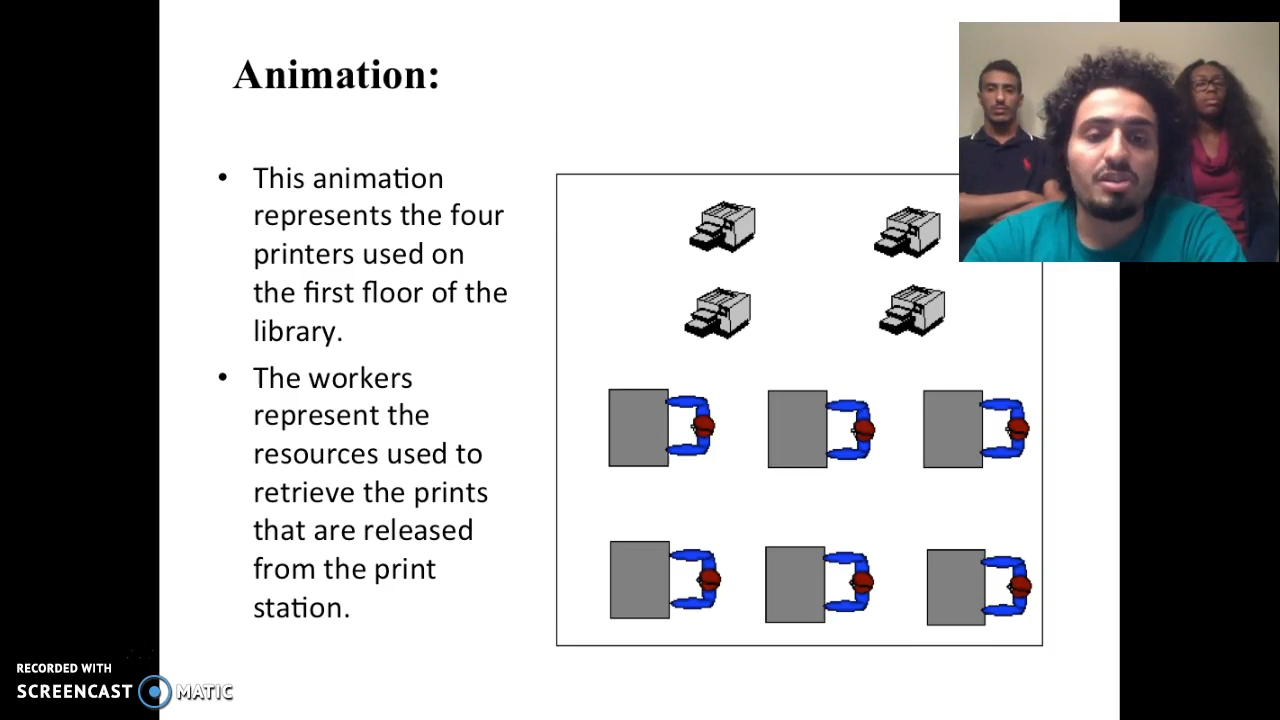 Animation:
• This animation
represents the four
printers used on
the first floor of the
library.
• The workers
represent the
resources used to
retrieve the prints
that are released
from the print
station.
RECORDED WITH
SCREENCAST MATIC